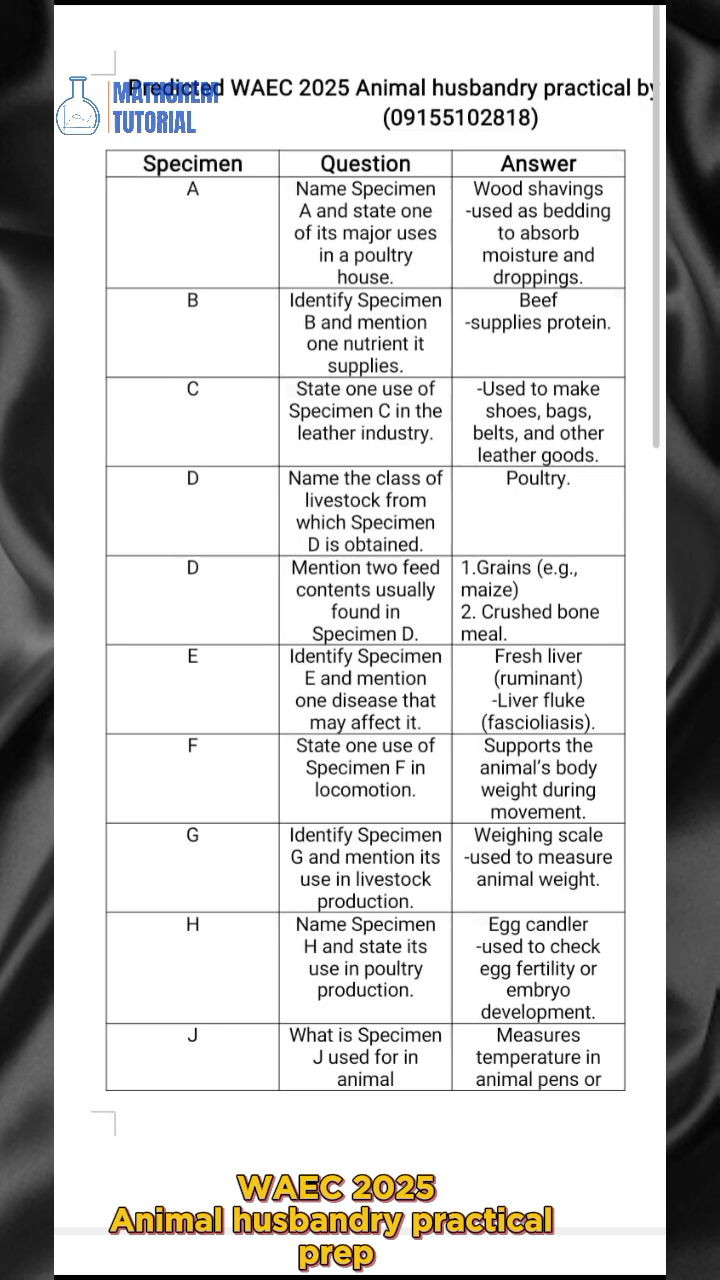 Predicted WAEC 2025 Animal husbandry practical by
(09155102818)
MATHCHEM
TUTORIAL
Specimen Question Answer
A
Name Specimen
A and state one
of its major uses
in a poultry
house.
Wood shavings
-used as bedding
to absorb
moisture and
droppings.
B
Identify Specimen
B and mention
one nutrient it
supplies.
Beef
-supplies protein.
C
State one use of
Specimen C in the
leather industry.
-Used to make
shoes, bags,
belts, and other
leather goods.
D
Name the class of
livestock from
which Specimen
D is obtained.
Poultry.
D
Mention two feed
contents usually
found in
Specimen D.
1.Grains (e.g.,
maize)
2. Crushed bone
meal.
E
Identify Specimen
E and mention
one disease that
may affect it.
Fresh liver
(ruminant)
-Liver fluke
(fascioliasis).
F
State one use of
Specimen F in
locomotion.
Supports the
animal's body
weight during
movement.
G
Identify Specimen
G and mention its
use in livestock
production.
Weighing scale
-used to measure
animal weight.
H
Name Specimen
H and state its
use in poultry
production.
Egg candler
-used to check
egg fertility or
embryo
development.
J
What is Specimen
J used for in
animal
Measures
temperature in
animal pens or
WAEC 2025
Animal husbandry practical
prep